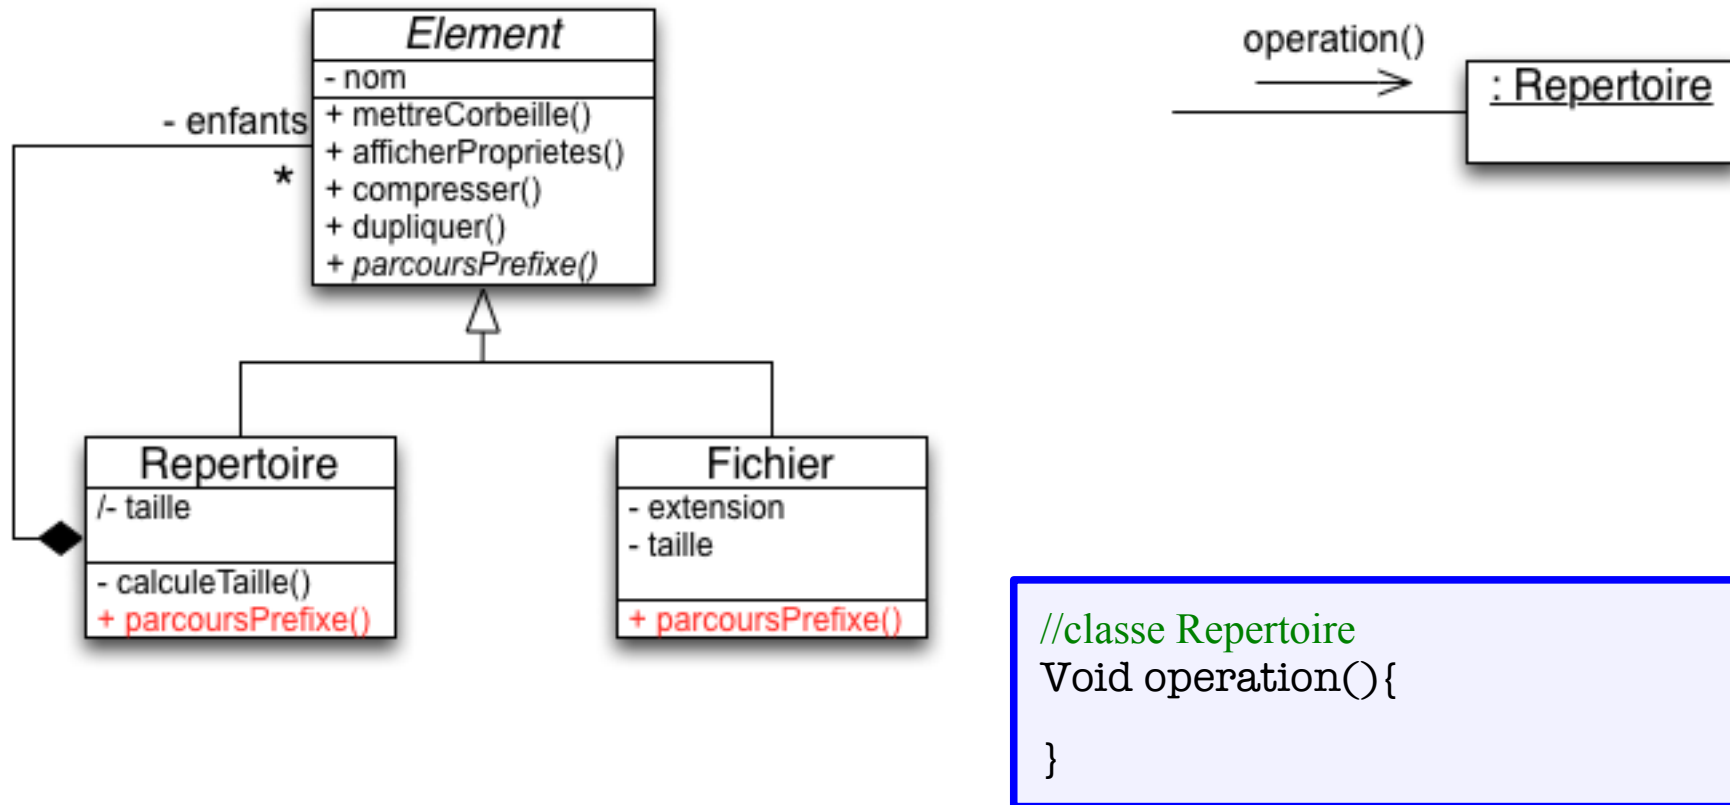 Element
- nom
+ mettreCorbeille()
+ afficherProprietes()
+ compresser()
+ dupliquer()
+ parcoursPrefixe()
- enfants
*
Repertoire
/- taille
- calculeTaille()
+ parcoursPrefixe()
Fichier
- extension
- taille
+ parcoursPrefixe()
operation()
: Repertoire
//classe Repertoire
Void operation(){
}